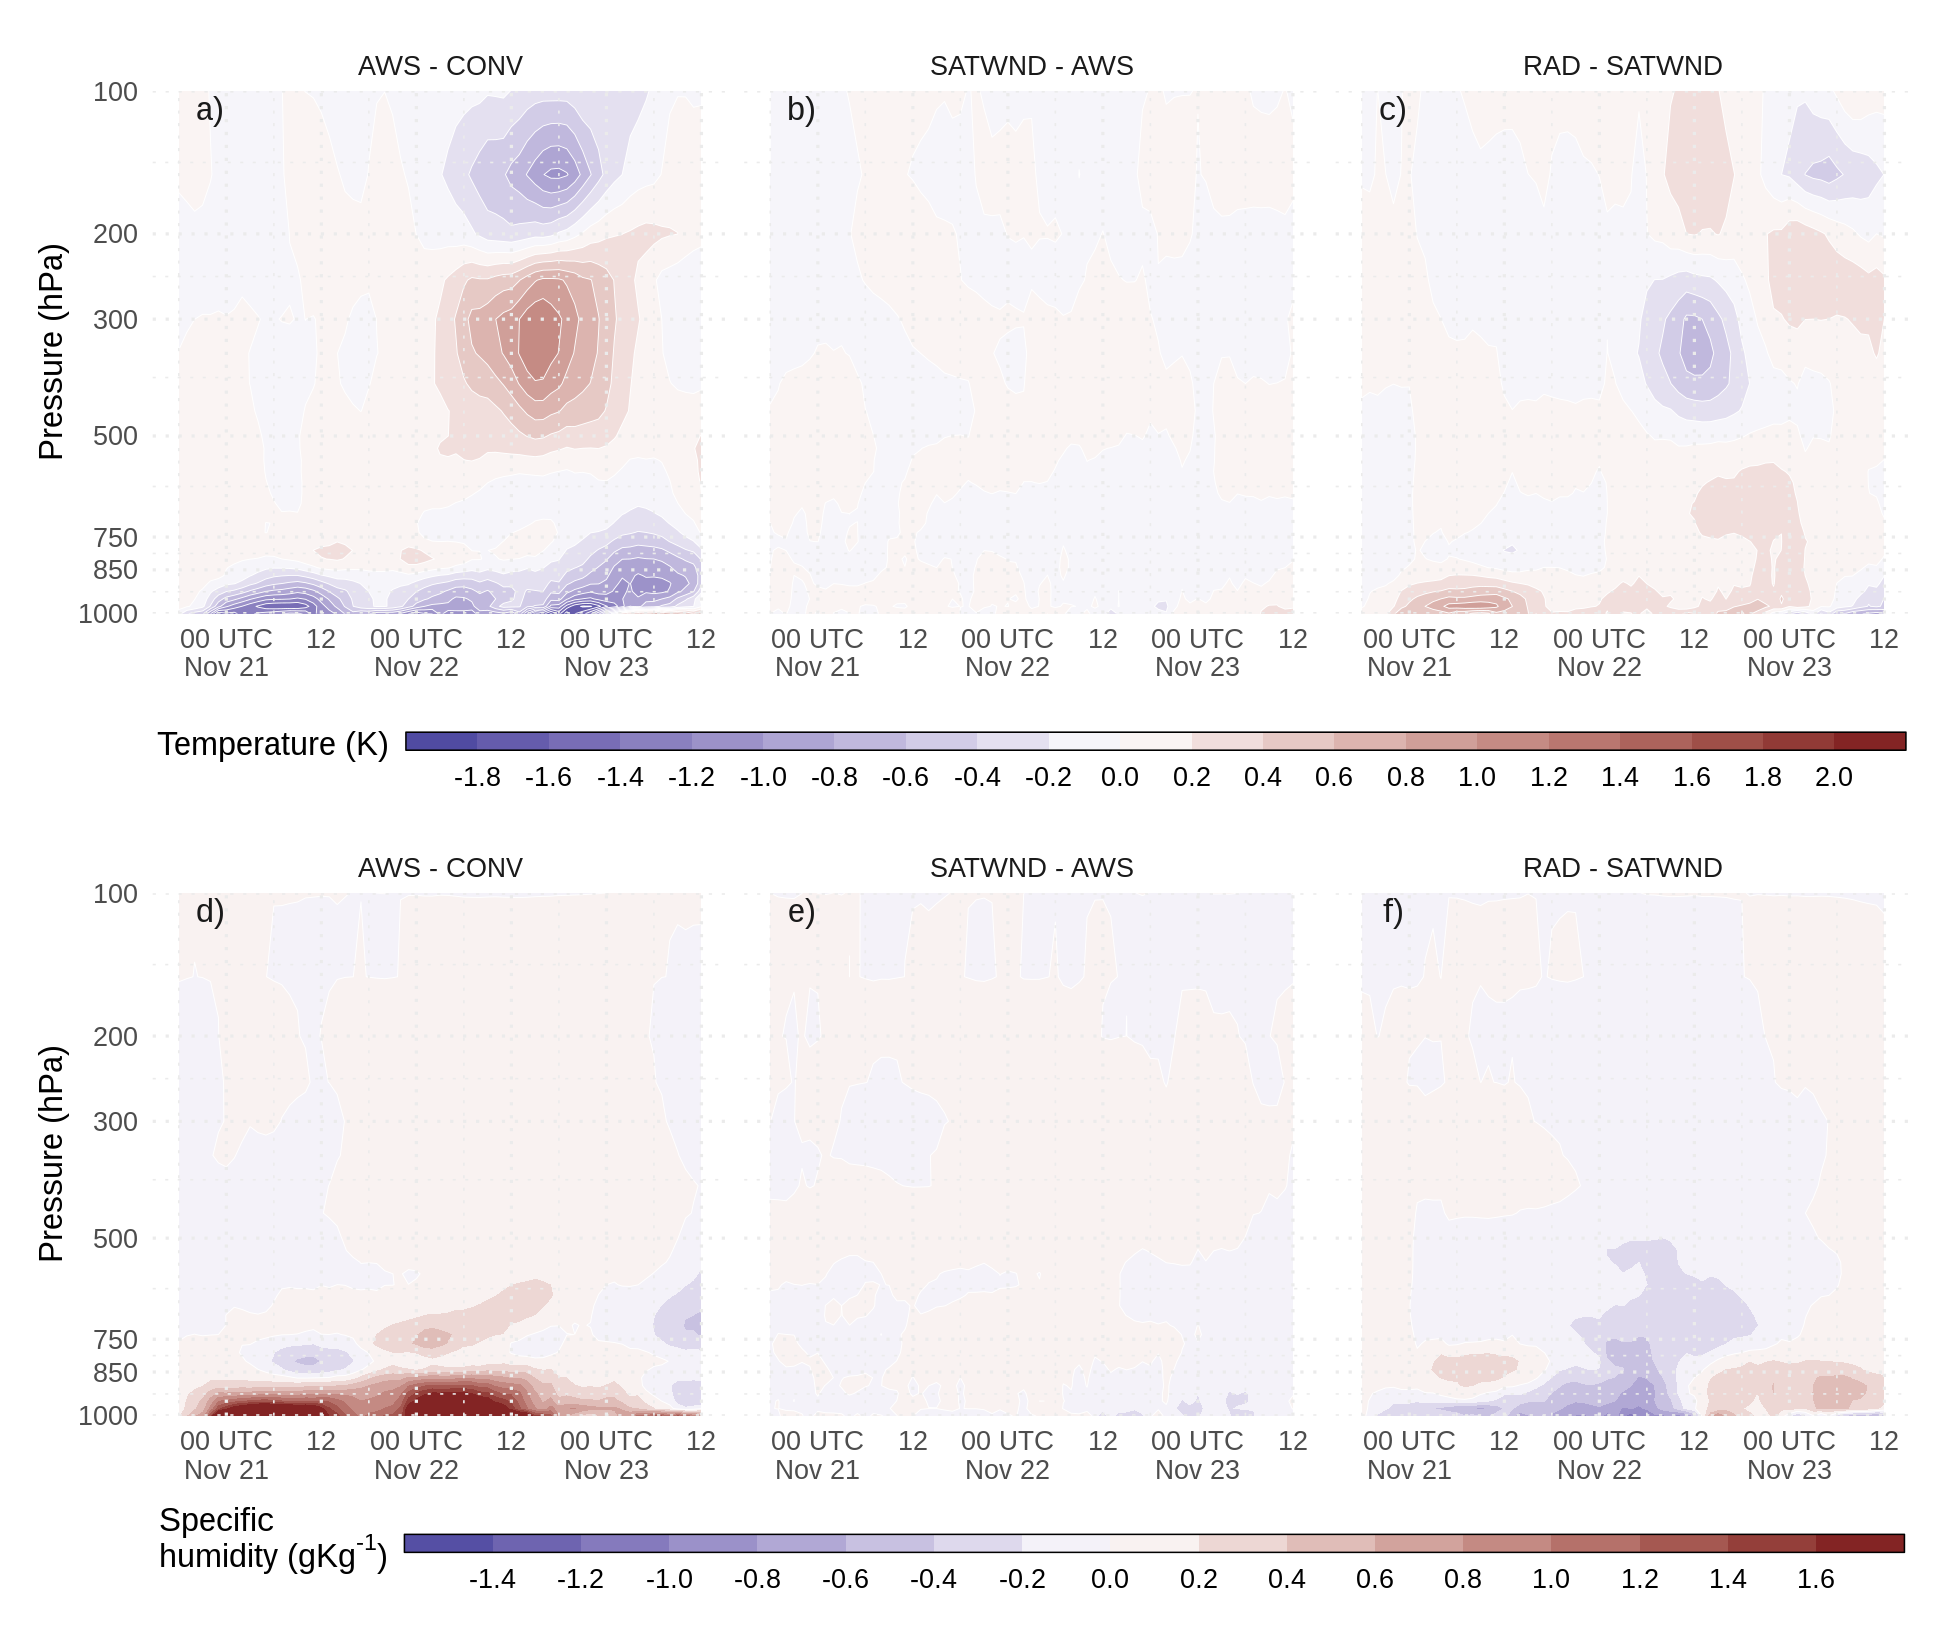 AWS - CONV SATWND - AWS RAD - SATWND
a) b) c)
Pressure (hPa)
100
200
300
500
750
850
1000
00 UTC 12 00 UTC 12 00 UTC 12 00 UTC 12 00 UTC 12 00 UTC 12 00 UTC 12 00 UTC 12 00 UTC 12
Nov 21 Nov 22 Nov 23 Nov 21 Nov 22 Nov 23 Nov 21 Nov 22 Nov 23
Temperature (K)
-1.8 -1.6 -1.4 -1.2 -1.0 -0.8 -0.6 -0.4 -0.2 0.0 0.2 0.4 0.6 0.8 1.0 1.2 1.4 1.6 1.8 2.0
AWS - CONV SATWND - AWS RAD - SATWND
d) e) f)
Pressure (hPa)
100
200
300
500
750
850
1000
00 UTC 12 00 UTC 12 00 UTC 12 00 UTC 12 00 UTC 12 00 UTC 12 00 UTC 12 00 UTC 12 00 UTC 12
Nov 21 Nov 22 Nov 23 Nov 21 Nov 22 Nov 23 Nov 21 Nov 22 Nov 23
Specific
humidity (gKg⁻¹)
-1.4 -1.2 -1.0 -0.8 -0.6 -0.4 -0.2 0.0 0.2 0.4 0.6 0.8 1.0 1.2 1.4 1.6